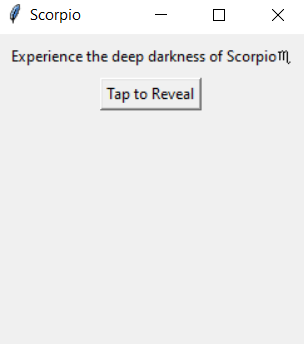 Scorpio
Experience the deep darkness of Scorpio♏
Tap to Reveal